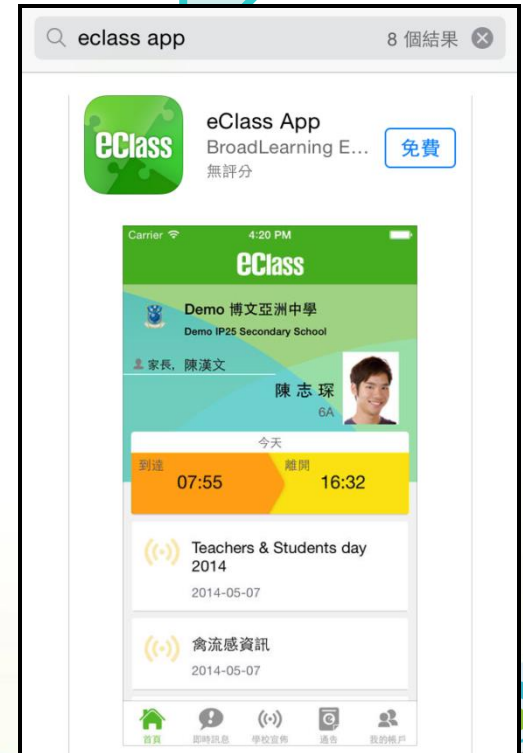 eclass app
8 個結果
eClass
eClass App
BroadLearning E...
無評分
免費
Carrier
4:20 PM
eClass
Demo 博文亞洲中學
Demo IP25 Secondary School
家長, 陳漢文
陳志琛
6A
今天
到達
07:55
離開
16:32
Teachers & Students day
2014
2014-05-07
禽流感資訊
2014-05-07
首頁
即時訊息
學校宣佈
通告
我的帳戶